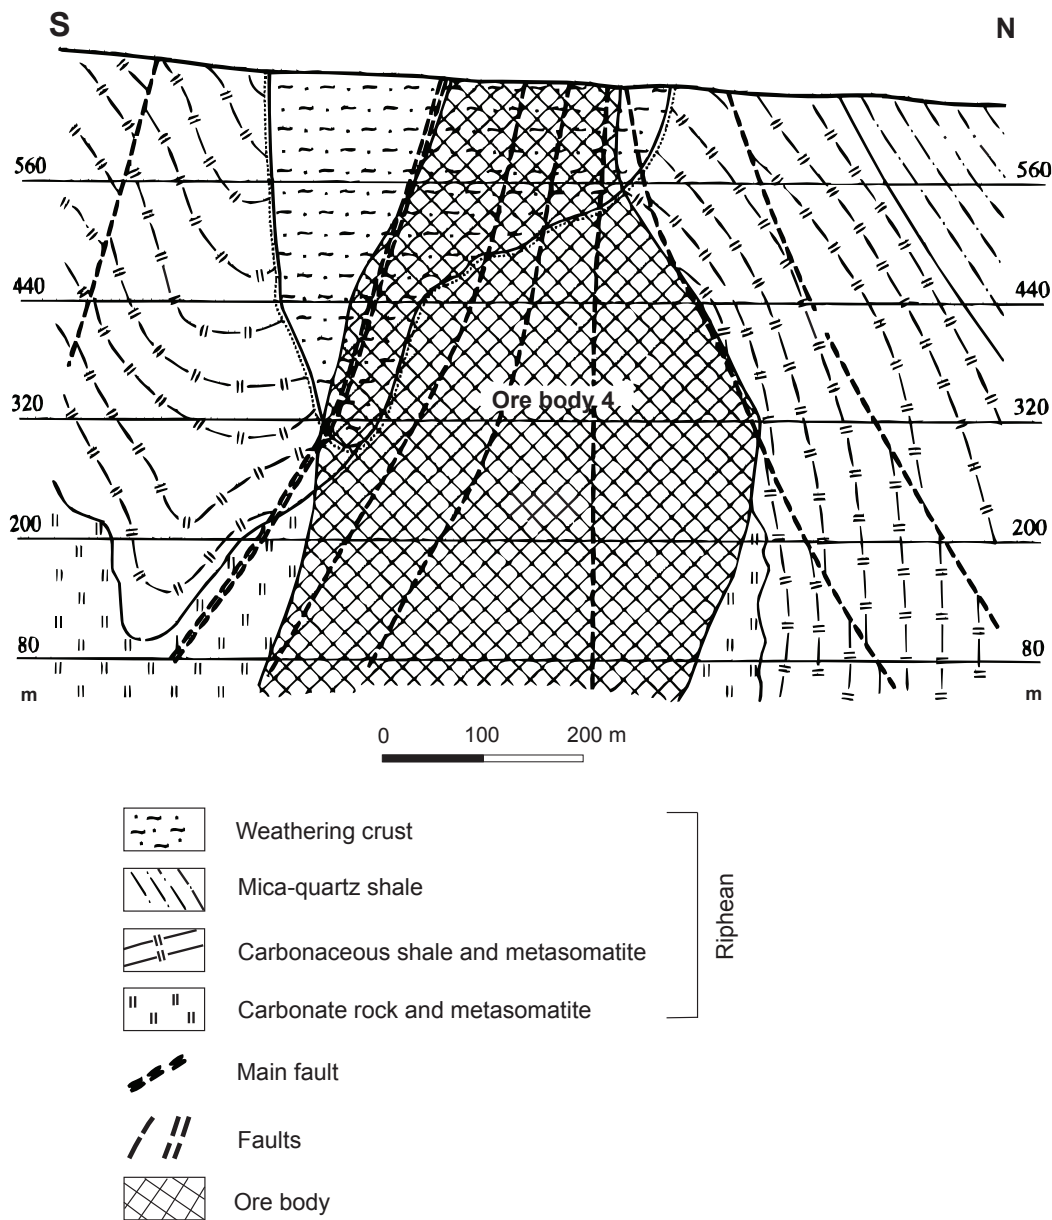 S N
560 560
440 440
Ore body 4
320 320
200 200
80 80
m m
0 100 200 m
Weathering crust
Mica-quartz shale
Carbonaceous shale and metasomatite
Carbonate rock and metasomatite
Riphean
Main fault
Faults
Ore body